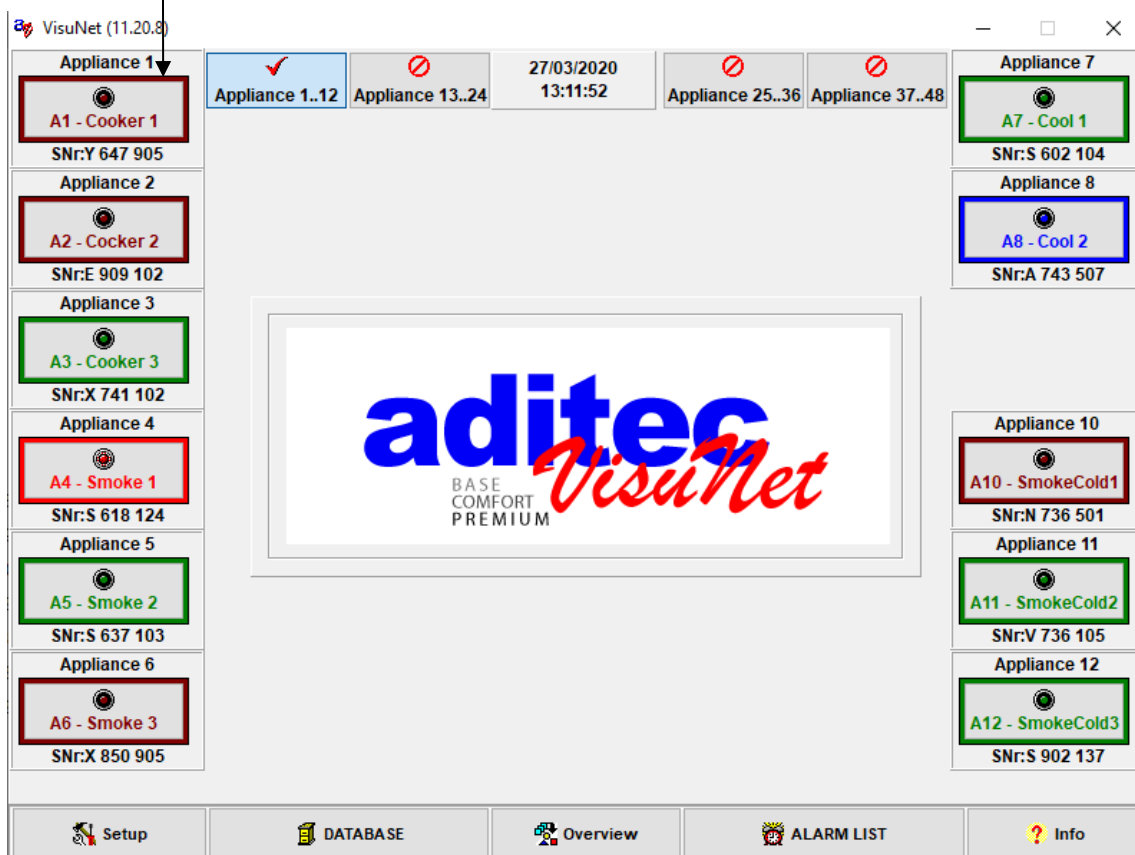 VisuNet (11.20.8)
Appliance 1
A1 - Cooker 1
SNr:Y 647 905
Appliance 2
A2 - Cocker 2
SNr:E 909 102
Appliance 3
A3 - Cooker 3
SNr:X 741 102
Appliance 4
A4 - Smoke 1
SNr:S 618 124
Appliance 5
A5 - Smoke 2
SNr:S 637 103
Appliance 6
A6 - Smoke 3
SNr:X 850 905
Appliance 1..12
Appliance 13..24
27/03/2020
13:11:52
Appliance 25..36
Appliance 37..48
aditec
VisuNet
BASE
COMFORT
PREMIUM
Appliance 7
A7 - Cool 1
SNr:S 602 104
Appliance 8
A8 - Cool 2
SNr:A 743 507
Appliance 10
A10 - SmokeCold1
SNr:N 736 501
Appliance 11
A11 - SmokeCold2
SNr:V 736 105
Appliance 12
A12 - SmokeCold3
SNr:S 902 137
Setup
DATABASE
Overview
ALARM LIST
Info